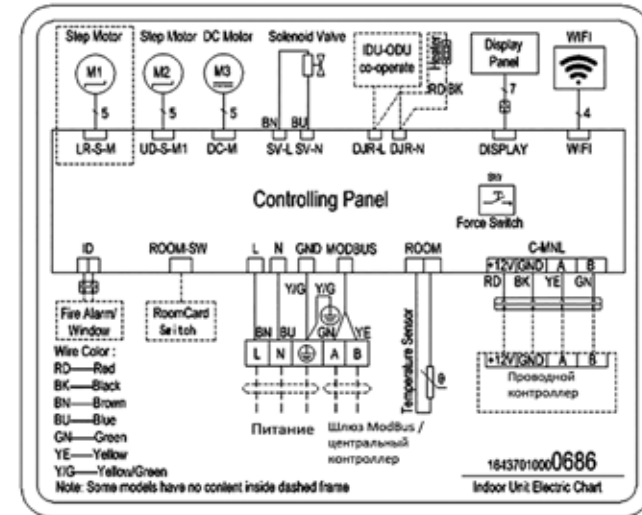 Step Motor Step Motor DC Motor Solenoid Valve WIFI
IDU-ODU
co-operate
Heater
Display
Panel
M1 M2 M3
RD BK
5 5 5 7 4
BN BU
LR-S-M UD-S-M1 DC-M SV-L SV-N DJR-L DJR-N DISPLAY WIFI
Controlling Panel
Force Switch
ID ROOM-SW L N GND MODBUS ROOM C-MNL
+12V GND A B
RD BK YE GN
Y/G Y/G
Fire Alarm/
Window
RoomCard
Switch
BN BU GN YE
L N A B
Temperature Sensor
θ
+12V GND A B
Проводной
контроллер
Wire Color :
RD—Red
BK—Black
BN—Brown
BU—Blue
GN—Green
YE—Yellow
Y/G—Yellow/Green
Питание
Шлюз ModBus /
центральный
контроллер
16437010000686
Note: Some models have no content inside dashed frame
Indoor Unit Electric Chart